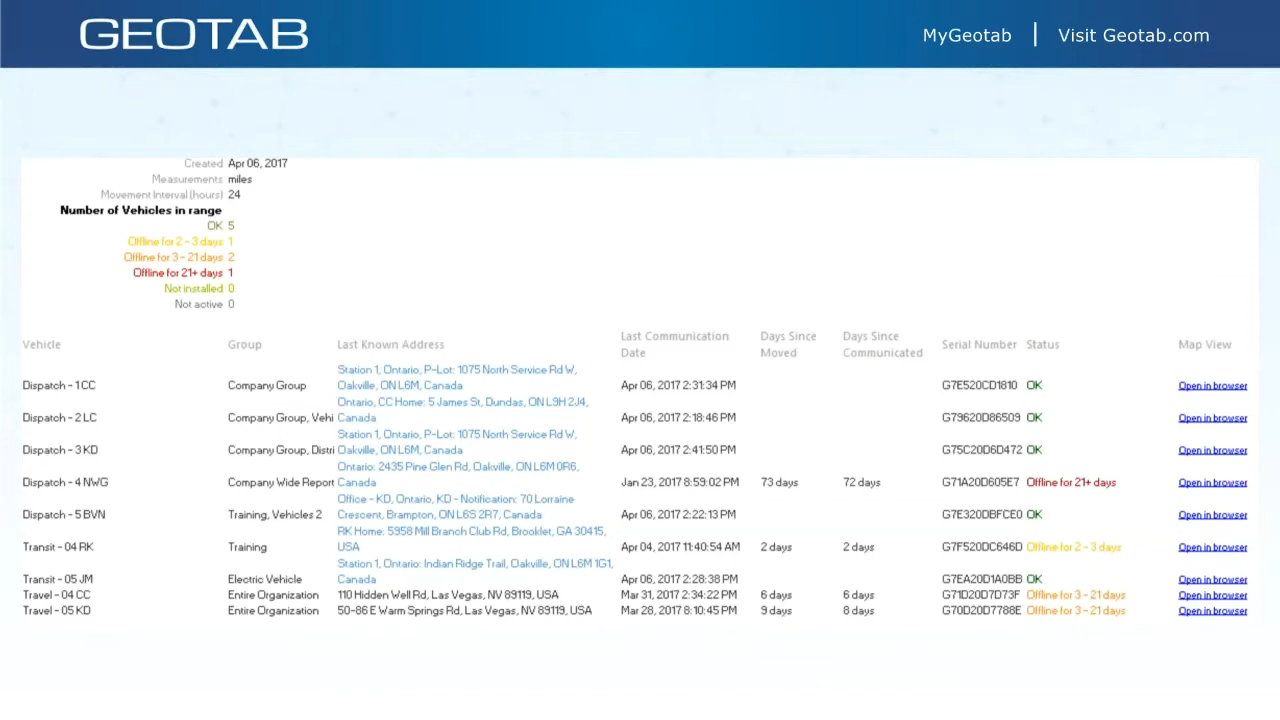 GEOTAB
MyGeotab | Visit Geotab.com
Created Apr 06, 2017
Measurements miles
Movement Interval (hours) 24
Number of Vehicles in range
OK 5
Offline for 2 - 3 days 1
Offline for 3 - 21 days 2
Offline for 21+ days 1
Not installed 0
Not active 0
Vehicle Group Last Known Address Last Communication Date Days Since Moved Days Since Communicated Serial Number Status Map View
Station 1, Ontario, P-Lot: 1075 North Service Rd W,
Dispatch - 1 CC Company Group Oakville, ON L6M, Canada Apr 06, 2017 2:31:34 PM G7E520CD1810 OK Open in browser
Ontario, CC Home: 5 James St, Dundas, ON L9H 2J4,
Dispatch - 2 LC Company Group, Vehi Canada Apr 06, 2017 2:18:46 PM G79620D86509 OK Open in browser
Station 1, Ontario, P-Lot: 1075 North Service Rd W,
Dispatch - 3 KD Company Group, Distri Oakville, ON L6M, Canada Apr 06, 2017 2:41:50 PM G75C20D6D472 OK Open in browser
Ontario: 2435 Pine Glen Rd, Oakville, ON L6M 0R6,
Dispatch - 4 NWG Company Wide Report Canada Jan 23, 2017 8:59:02 PM 73 days 72 days G71A20D605E7 Offline for 21+ days Open in browser
Office - KD, Ontario, KD - Notification: 70 Lorraine
Dispatch - 5 BVN Training, Vehicles 2 Crescent, Brampton, ON L6S 2R7, Canada Apr 06, 2017 2:22:13 PM G7E320DBFCE0 OK Open in browser
RK Home: 5958 Mill Branch Club Rd, Brooklet, GA 30415,
Transit - 04 RK Training USA Apr 04, 2017 11:40:54 AM 2 days 2 days G7F520DC646D Offline for 2 - 3 days Open in browser
Station 1, Ontario: Indian Ridge Trail, Oakville, ON L6M 1G1,
Transit - 05 JM Electric Vehicle Canada Apr 06, 2017 2:28:38 PM G7EA20D1A0BB OK Open in browser
Travel - 04 CC Entire Organization 110 Hidden Well Rd, Las Vegas, NV 89119, USA Mar 31, 2017 2:34:22 PM 6 days 6 days G71D20D7D73F Offline for 3 - 21 days Open in browser
Travel - 05 KD Entire Organization 50-86 E Warm Springs Rd, Las Vegas, NV 89119, USA Mar 28, 2017 8:10:45 PM 9 days 8 days G70D20D7788E Offline for 3 - 21 days Open in browser